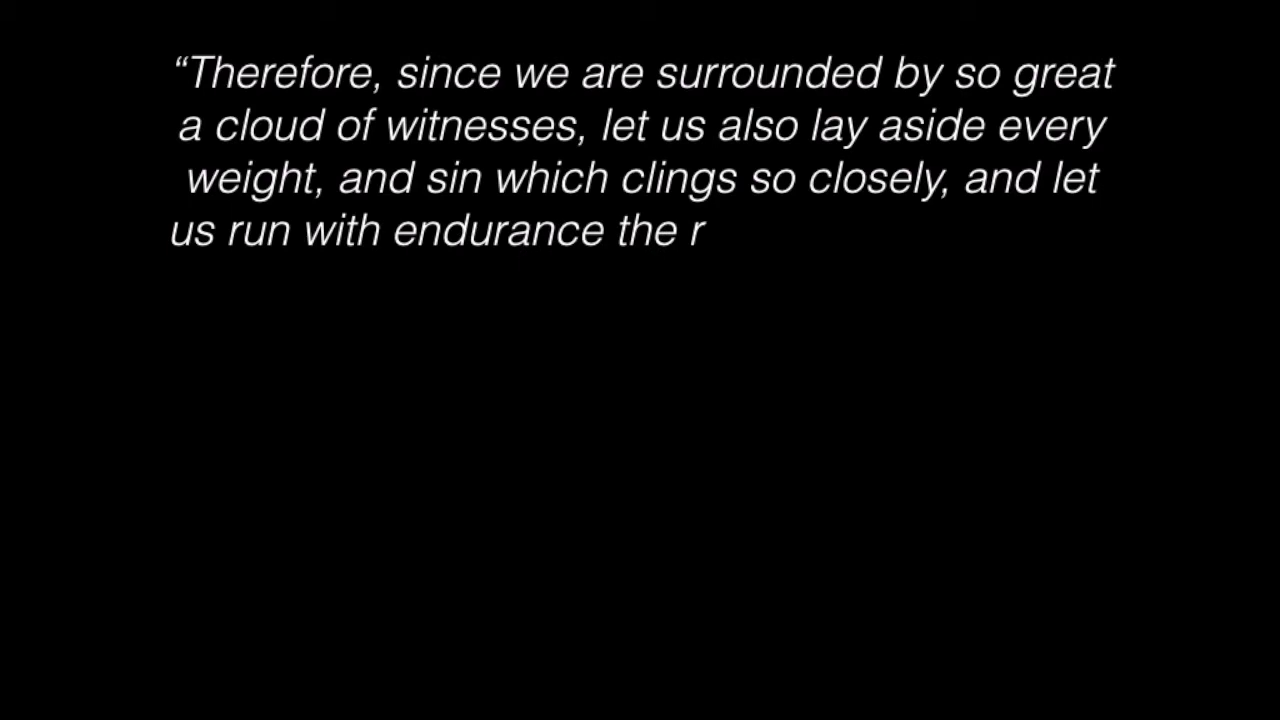 “Therefore, since we are surrounded by so great
a cloud of witnesses, let us also lay aside every
weight, and sin which clings so closely, and let
us run with endurance the r